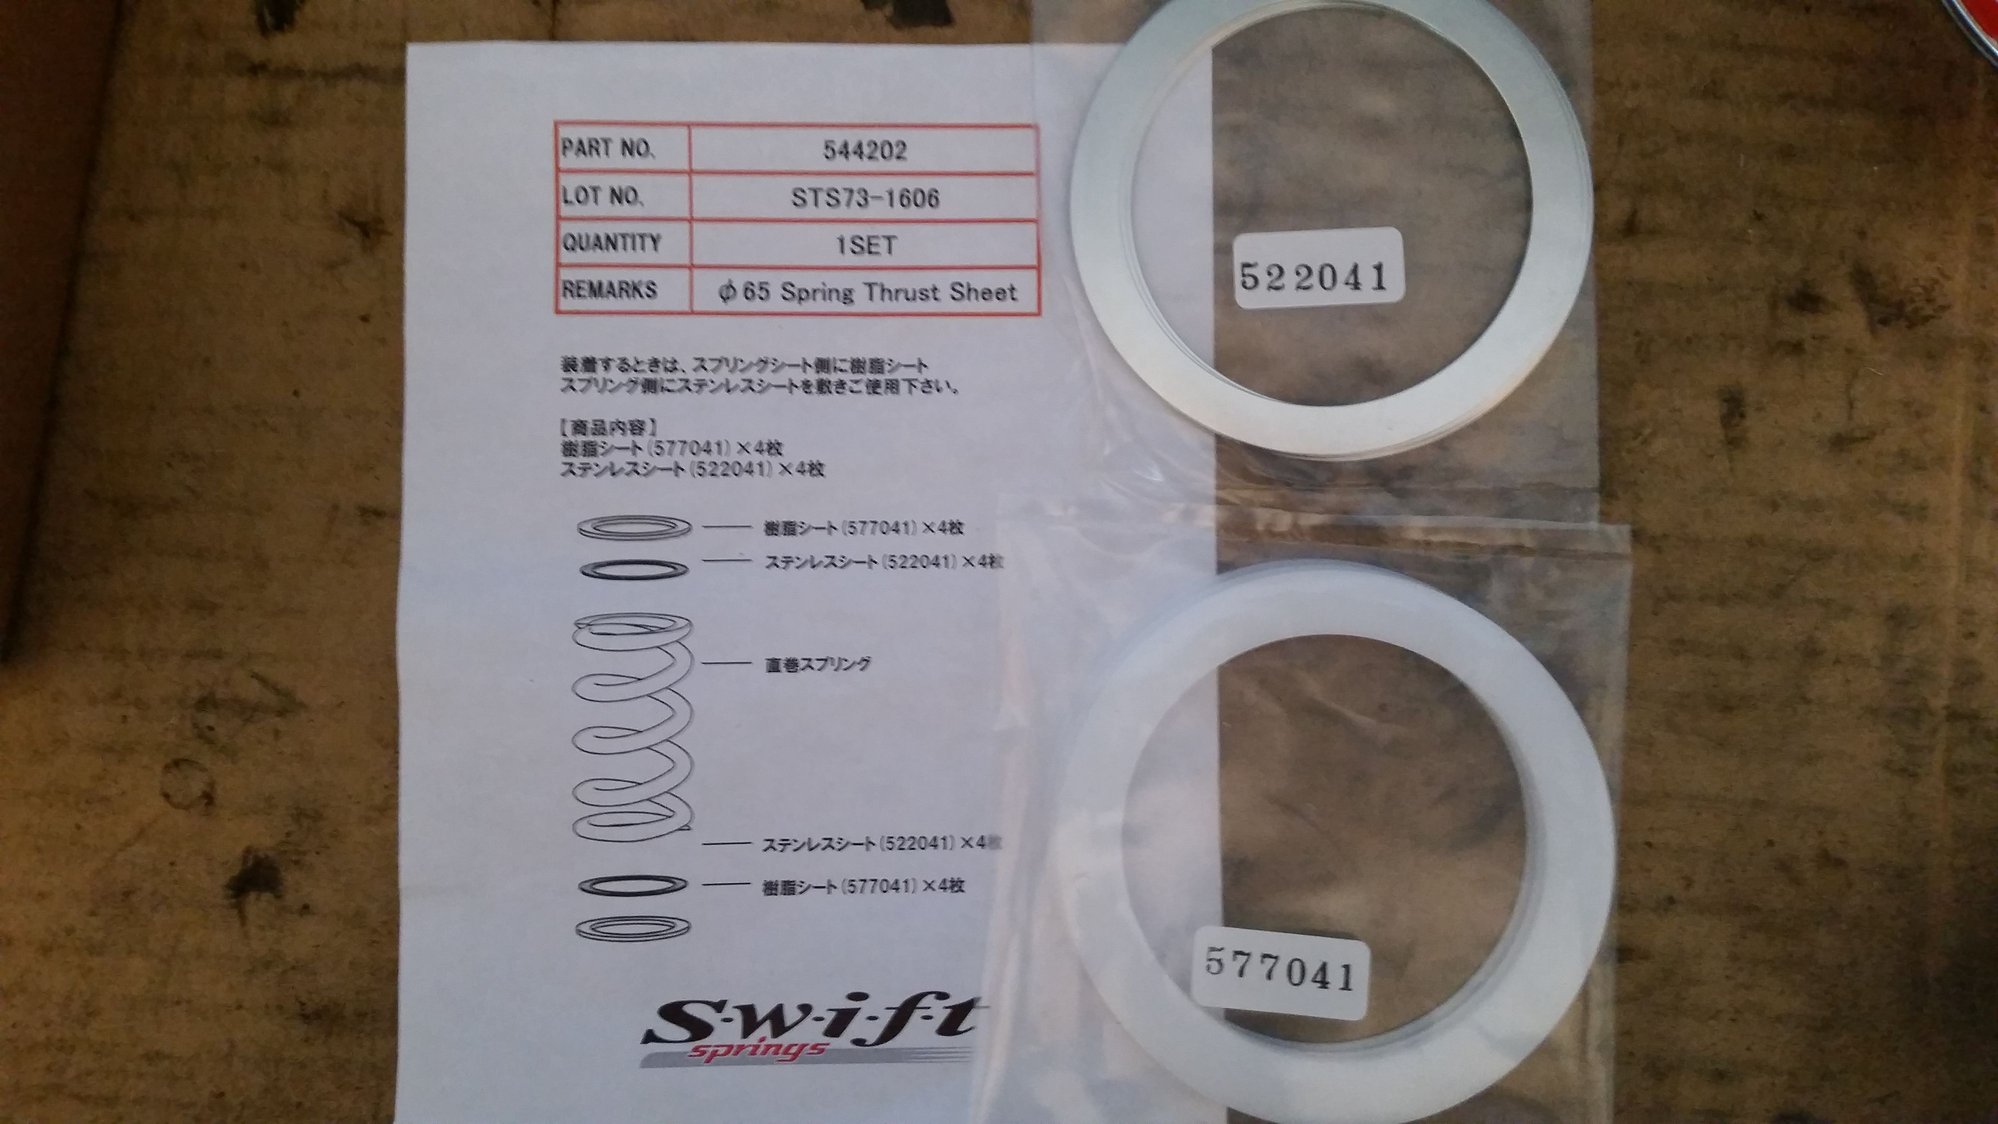 PART NO. 544202
LOT NO. STS73-1606
QUANTITY 1SET
REMARKS φ65 Spring Thrust Sheet
装着するときは、スプリングシート側に樹脂シート
スプリング側にステンレスシートを敷きご使用下さい。
【商品内容】
樹脂シート(577041)×4枚
ステンレスシート(522041)×4枚
樹脂シート(577041)×4枚
ステンレスシート(522041)×4枚
直巻スプリング
ステンレスシート(522041)×4枚
樹脂シート(577041)×4枚
S·w·i·f·t
springs
522041
577041